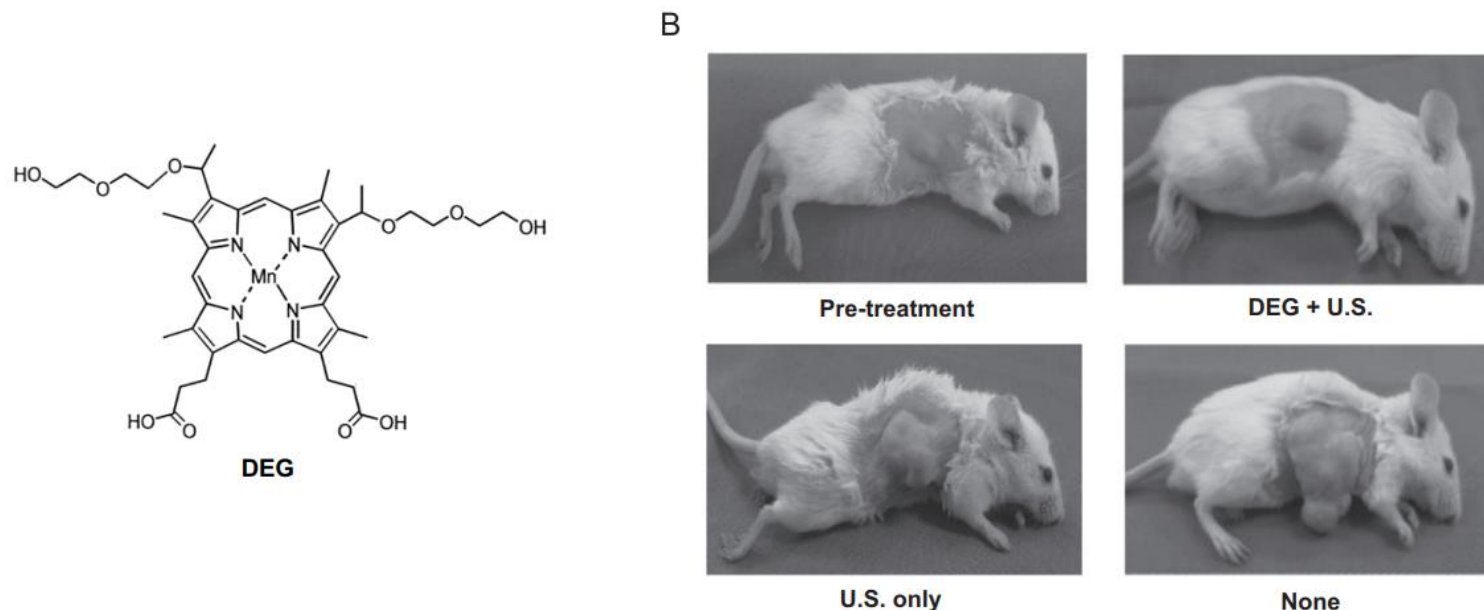 B
HO
O
O
O
O
OH
N
N
Mn
N
N
HO
O
O
OH
DEG
Pre-treatment
DEG + U.S.
U.S. only
None